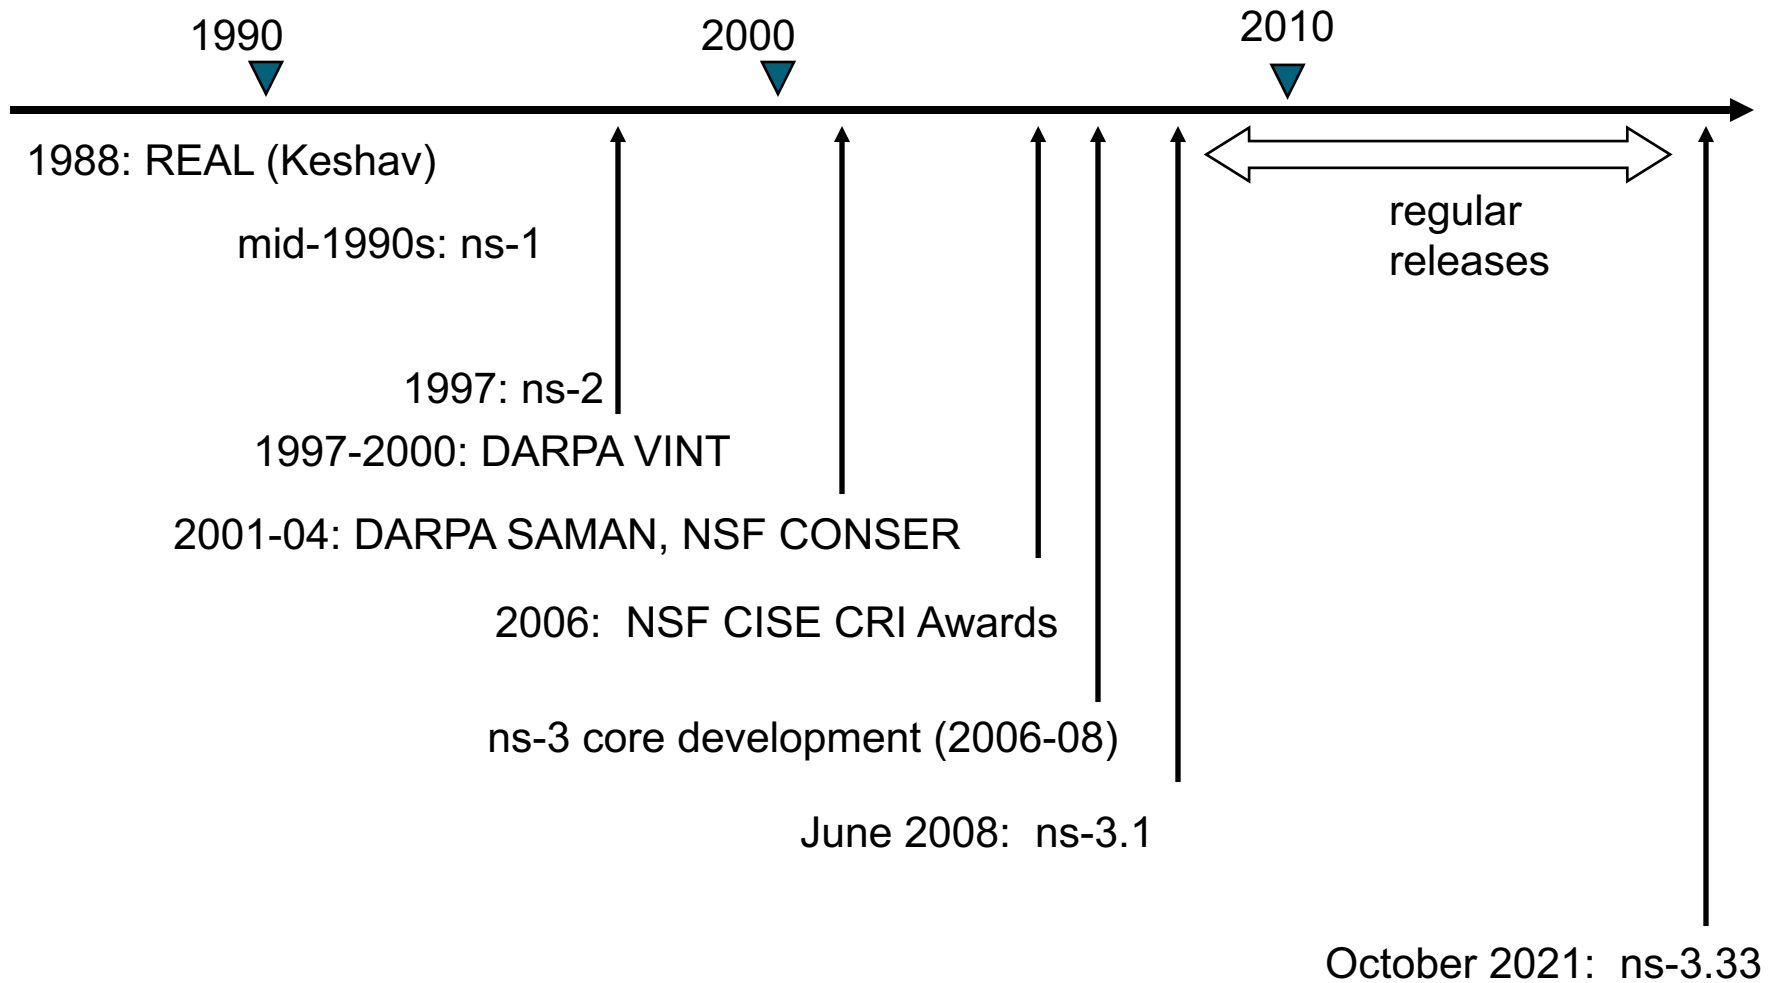 1990
2000
2010
1988: REAL (Keshav)
mid-1990s: ns-1
regular
releases
1997: ns-2
1997-2000: DARPA VINT
2001-04: DARPA SAMAN, NSF CONSER
2006:  NSF CISE CRI Awards
ns-3 core development (2006-08)
June 2008:  ns-3.1
October 2021:  ns-3.33